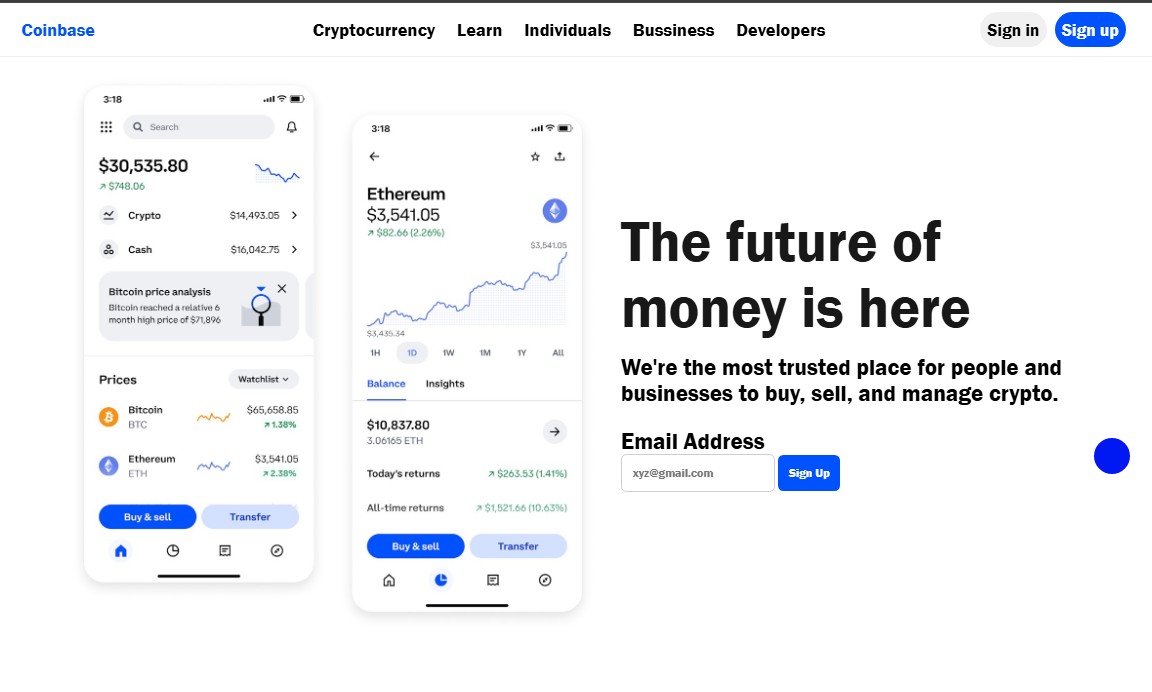 Coinbase
Cryptocurrency Learn Individuals Bussiness Developers
Sign in Sign up
3:18
Search
$30,535.80
↗ $748.06
Crypto $14,493.05
Cash $16,042.75
Bitcoin price analysis
Bitcoin reached a relative 6
month high price of $71,896
Prices Watchlist
Bitcoin $65,658.85
BTC ↗ 1.38%
Ethereum $3,541.05
ETH ↗ 2.38%
Buy & sell Transfer
3:18
Ethereum
$3,541.05
↗ $82.66 (2.26%)
$3,541.05
$3,435.34
1H 1D 1W 1M 1Y All
Balance Insights
$10,837.80
3.06165 ETH
Today's returns ↗ $263.53 (1.41%)
All-time returns ↗ $1,521.66 (10.63%)
Buy & sell Transfer
The future of
money is here
We're the most trusted place for people and
businesses to buy, sell, and manage crypto.
Email Address
xyz@gmail.com Sign Up